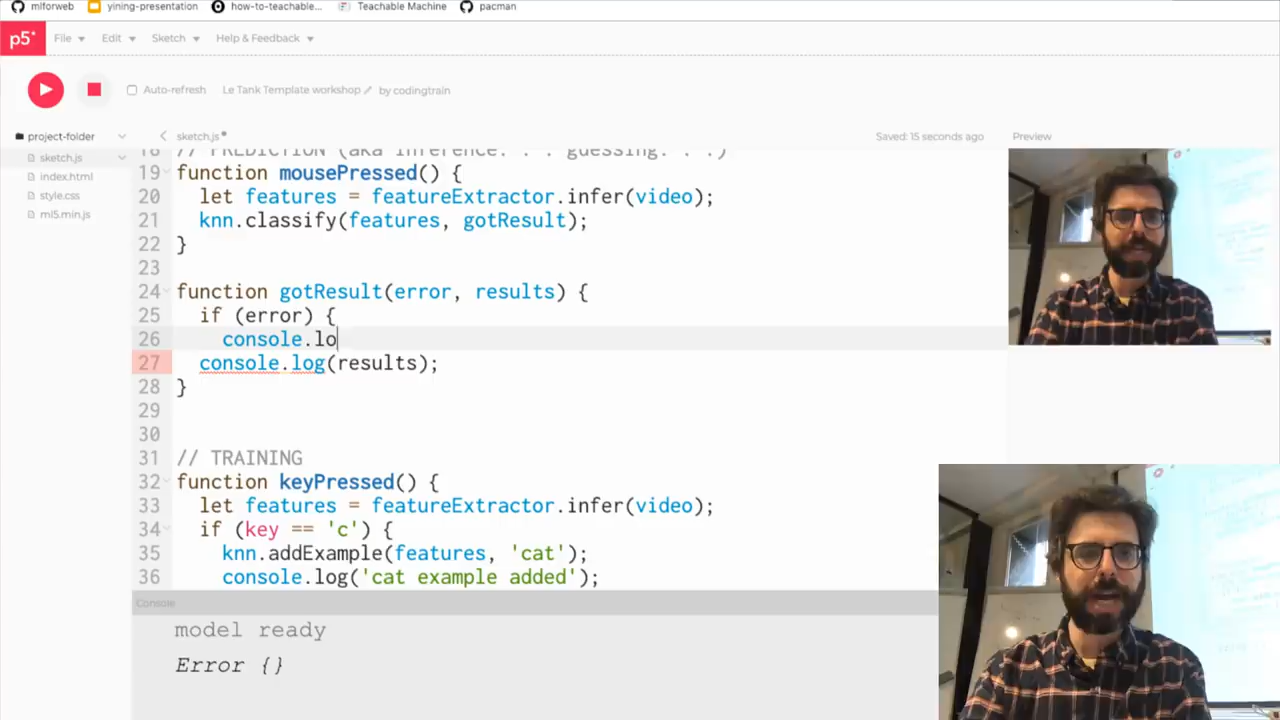 mlforweb yining-presentation how-to-teachable... Teachable Machine pacman
p5* File Edit Sketch Help & Feedback
Auto-refresh Le Tank Template workshop by codingtrain
project-folder sketch.js Saved: 15 seconds ago Preview
sketch.js
index.html
style.css
ml5.min.js
18 // PREDICTION (aka inference. . . guessing. . .)
19 function mousePressed() {
20 let features = featureExtractor.infer(video);
21 knn.classify(features, gotResult);
22 }
23
24 function gotResult(error, results) {
25 if (error) {
26 console.lo
27 console.log(results);
28 }
29
30
31 // TRAINING
32 function keyPressed() {
33 let features = featureExtractor.infer(video);
34 if (key == 'c') {
35 knn.addExample(features, 'cat');
36 console.log('cat example added');
Console
model ready
Error {}